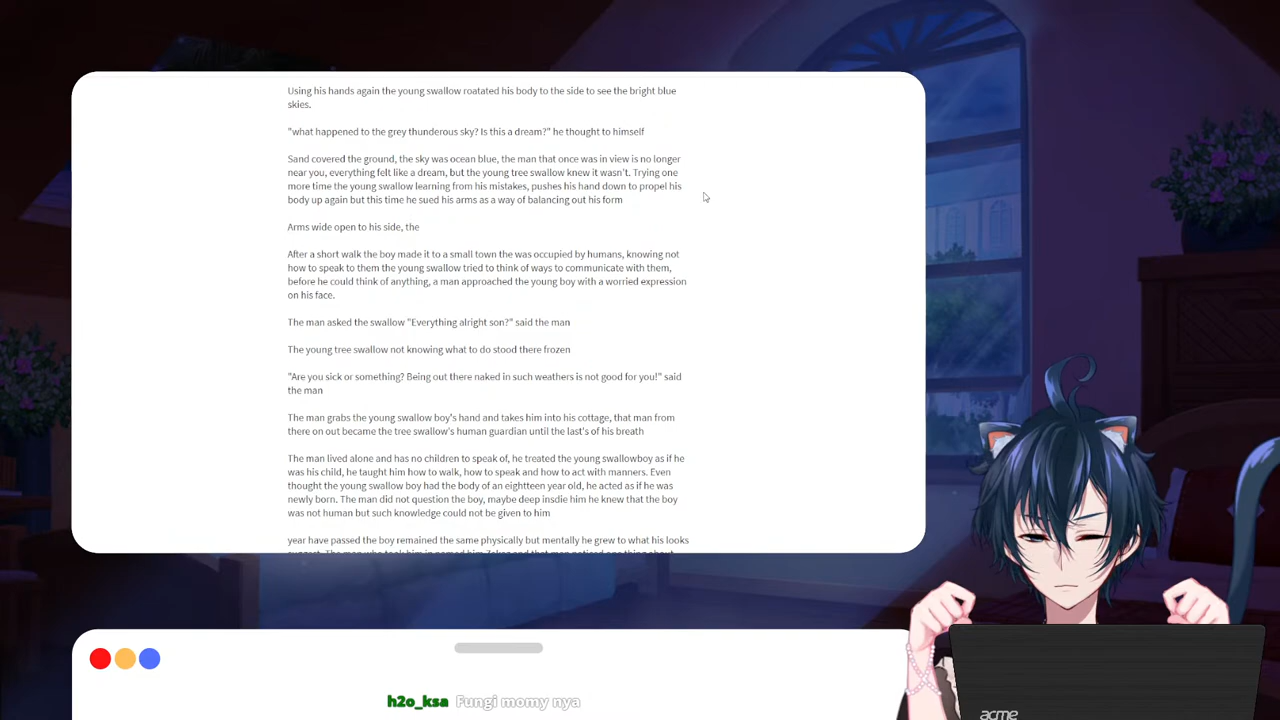 Using his hands again the young swallow roatated his body to the side to see the bright blue
skies.
"what happened to the grey thunderous sky? Is this a dream?" he thought to himself
Sand covered the ground, the sky was ocean blue, the man that once was in view is no longer
near you, everything felt like a dream, but the young tree swallow knew it wasn't. Trying one
more time the young swallow learning from his mistakes, pushes his hand down to propel his
body up again but this time he sued his arms as a way of balancing out his form
Arms wide open to his side, the
After a short walk the boy made it to a small town the was occupied by humans, knowing not
how to speak to them the young swallow tried to think of ways to communicate with them,
before he could think of anything, a man approached the young boy with a worried expression
on his face.
The man asked the swallow "Everything alright son?" said the man
The young tree swallow not knowing what to do stood there frozen
"Are you sick or something? Being out there naked in such weathers is not good for you!" said
the man
The man grabs the young swallow boy's hand and takes him into his cottage, that man from
there on out became the tree swallow's human guardian until the last's of his breath
The man lived alone and has no children to speak of, he treated the young swallowboy as if he
was his child, he taught him how to walk, how to speak and how to act with manners. Even
thought the young swallow boy had the body of an eightteen year old, he acted as if he was
newly born. The man did not question the boy, maybe deep insdie him he knew that the boy
was not human but such knowledge could not be given to him
year have passed the boy remained the same physically but mentally he grew to what his looks
h2o_ksa Fungi momy nya
acme